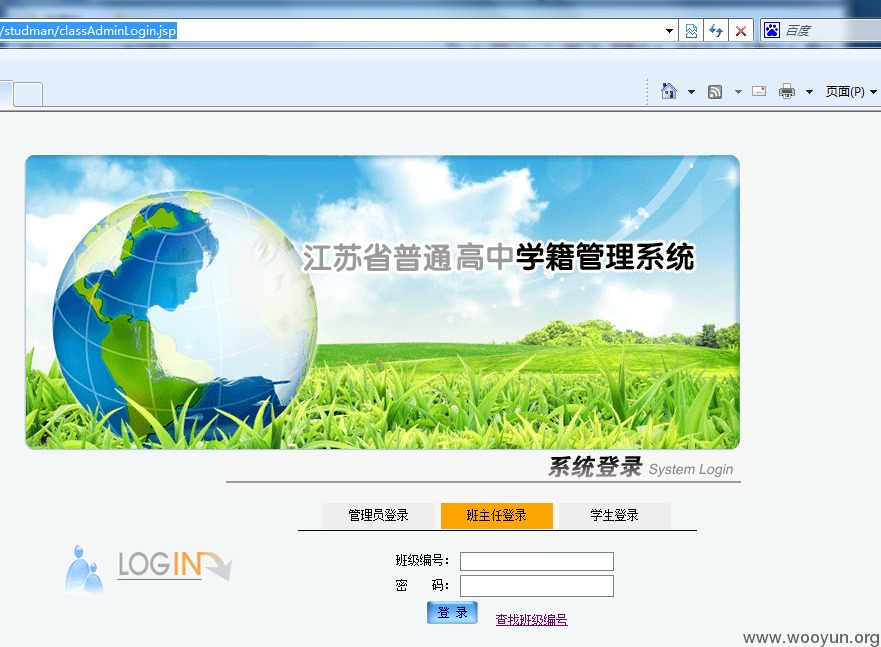 /studman/classAdminLogin.jsp
百度
页面(P)
江苏省普通高中学籍管理系统
系统登录 System Login
管理员登录 班主任登录 学生登录
LOGIN
班级编号:
密 码:
登 录 查找班级编号
www.wooyun.org